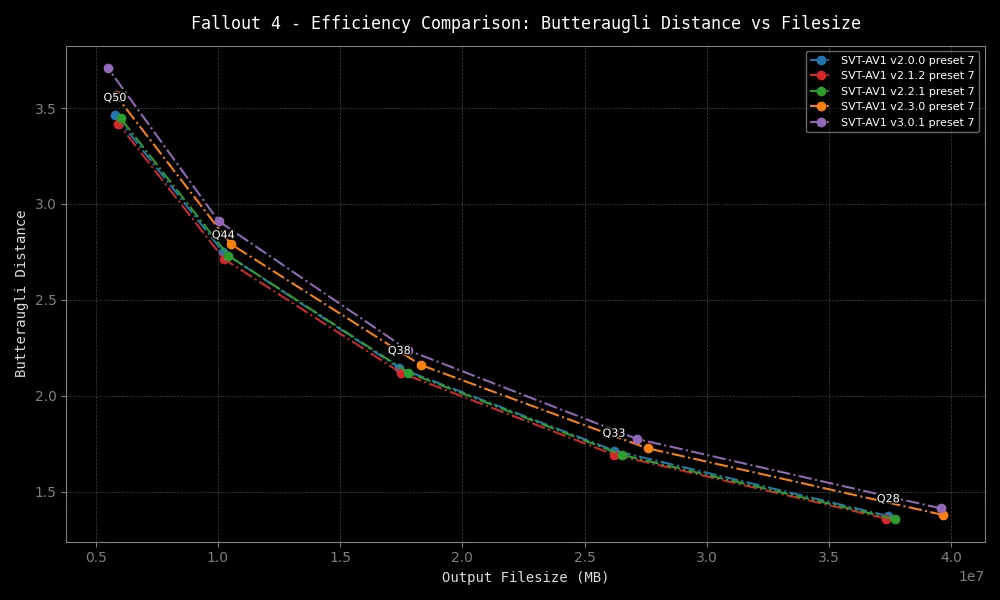 Fallout 4 - Efficiency Comparison: Butteraugli Distance vs Filesize
SVT-AV1 v2.0.0 preset 7
SVT-AV1 v2.1.2 preset 7
SVT-AV1 v2.2.1 preset 7
SVT-AV1 v2.3.0 preset 7
SVT-AV1 v3.0.1 preset 7
Butteraugli Distance
3.5
3.0
2.5
2.0
1.5
Q50
Q44
Q38
Q33
Q28
0.5
1.0
1.5
2.0
2.5
3.0
3.5
4.0
1e7
Output Filesize (MB)